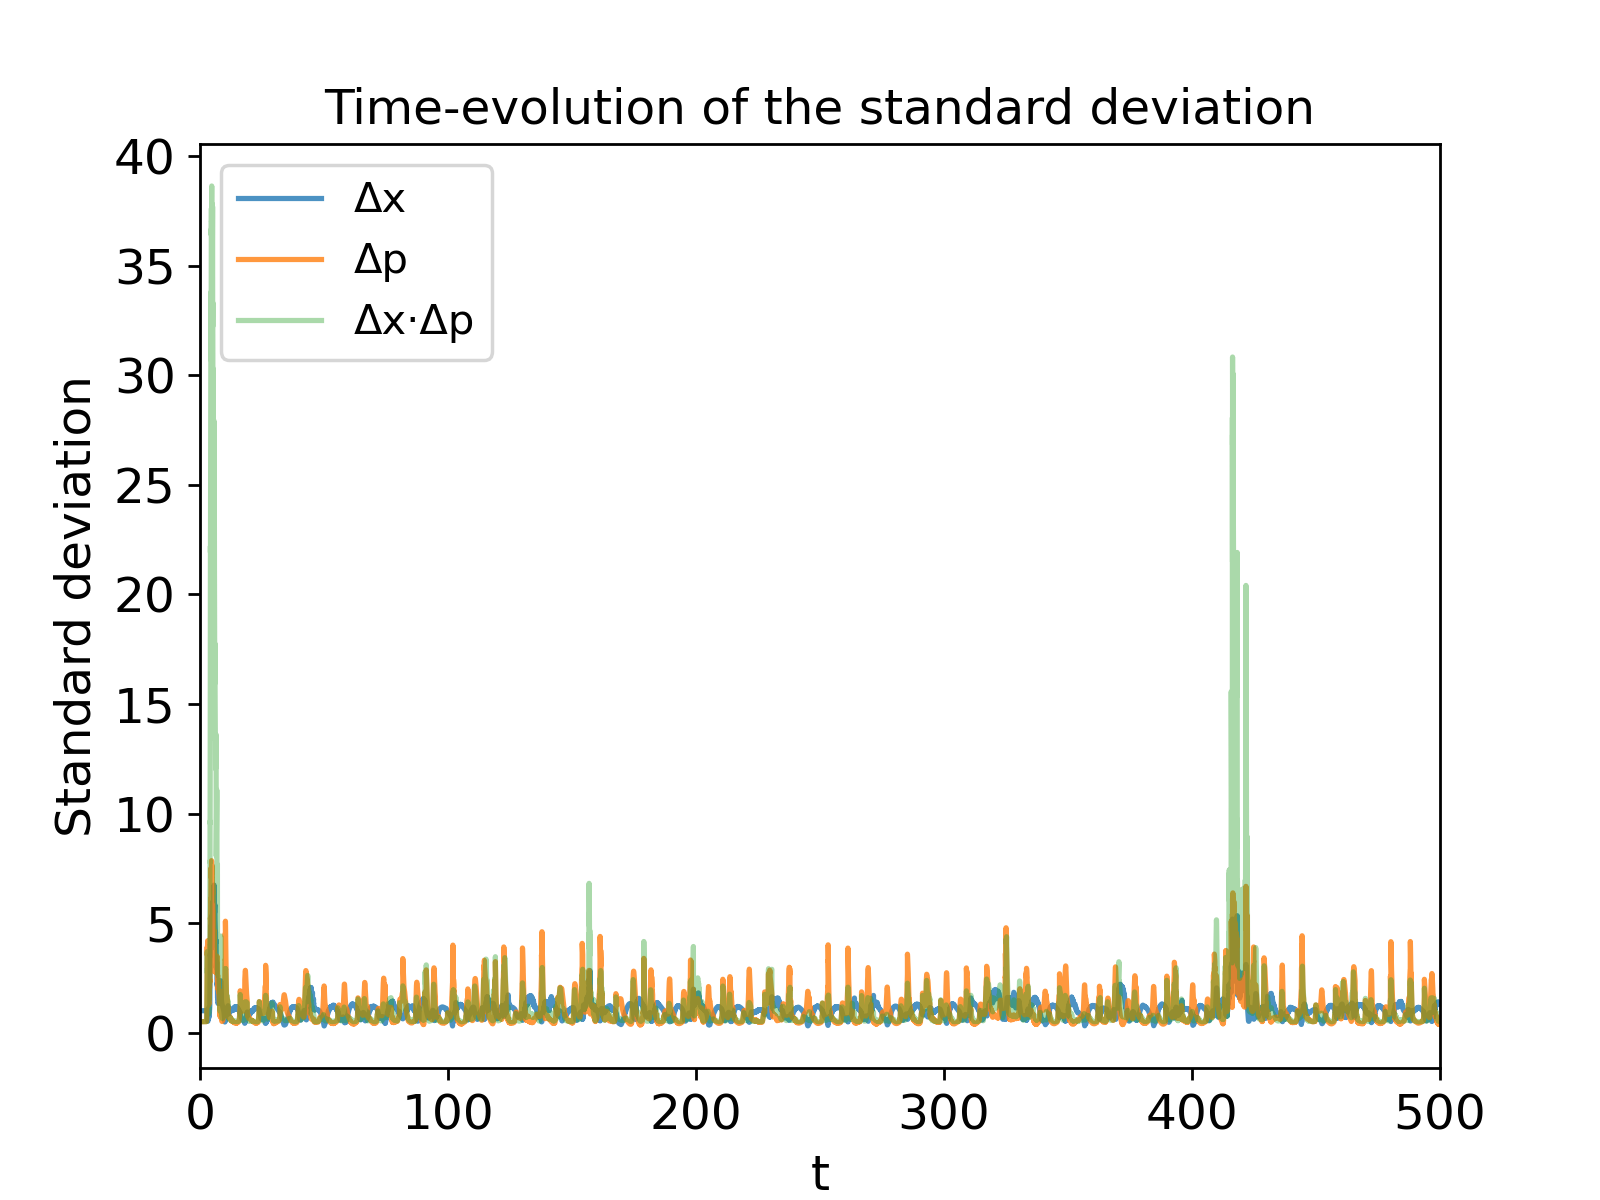 Time-evolution of the standard deviation
40
35
30
25
20
15
10
5
0
Standard deviation
Δx
Δp
Δx·Δp
0 100 200 300 400 500
t